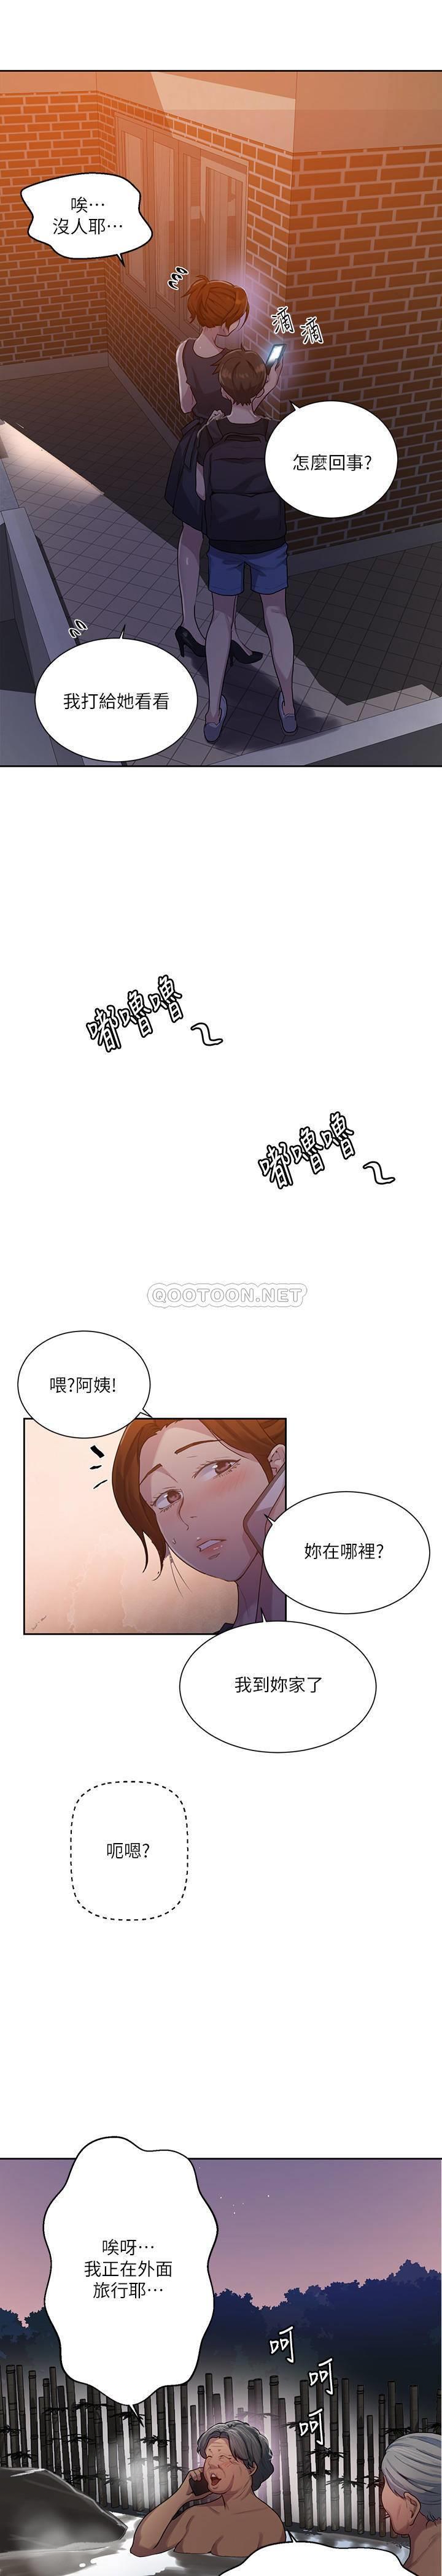 唉⋯
沒人耶⋯
滴
滴
怎麼回事?
我打給她看看
嘟嚕嚕~
嘟嚕嚕~
QOOTOON.NET
喂?阿姨!
妳在哪裡?
我到妳家了
呃嗯?
唉呀⋯
我正在外面
旅行耶⋯
呵
呵
呵